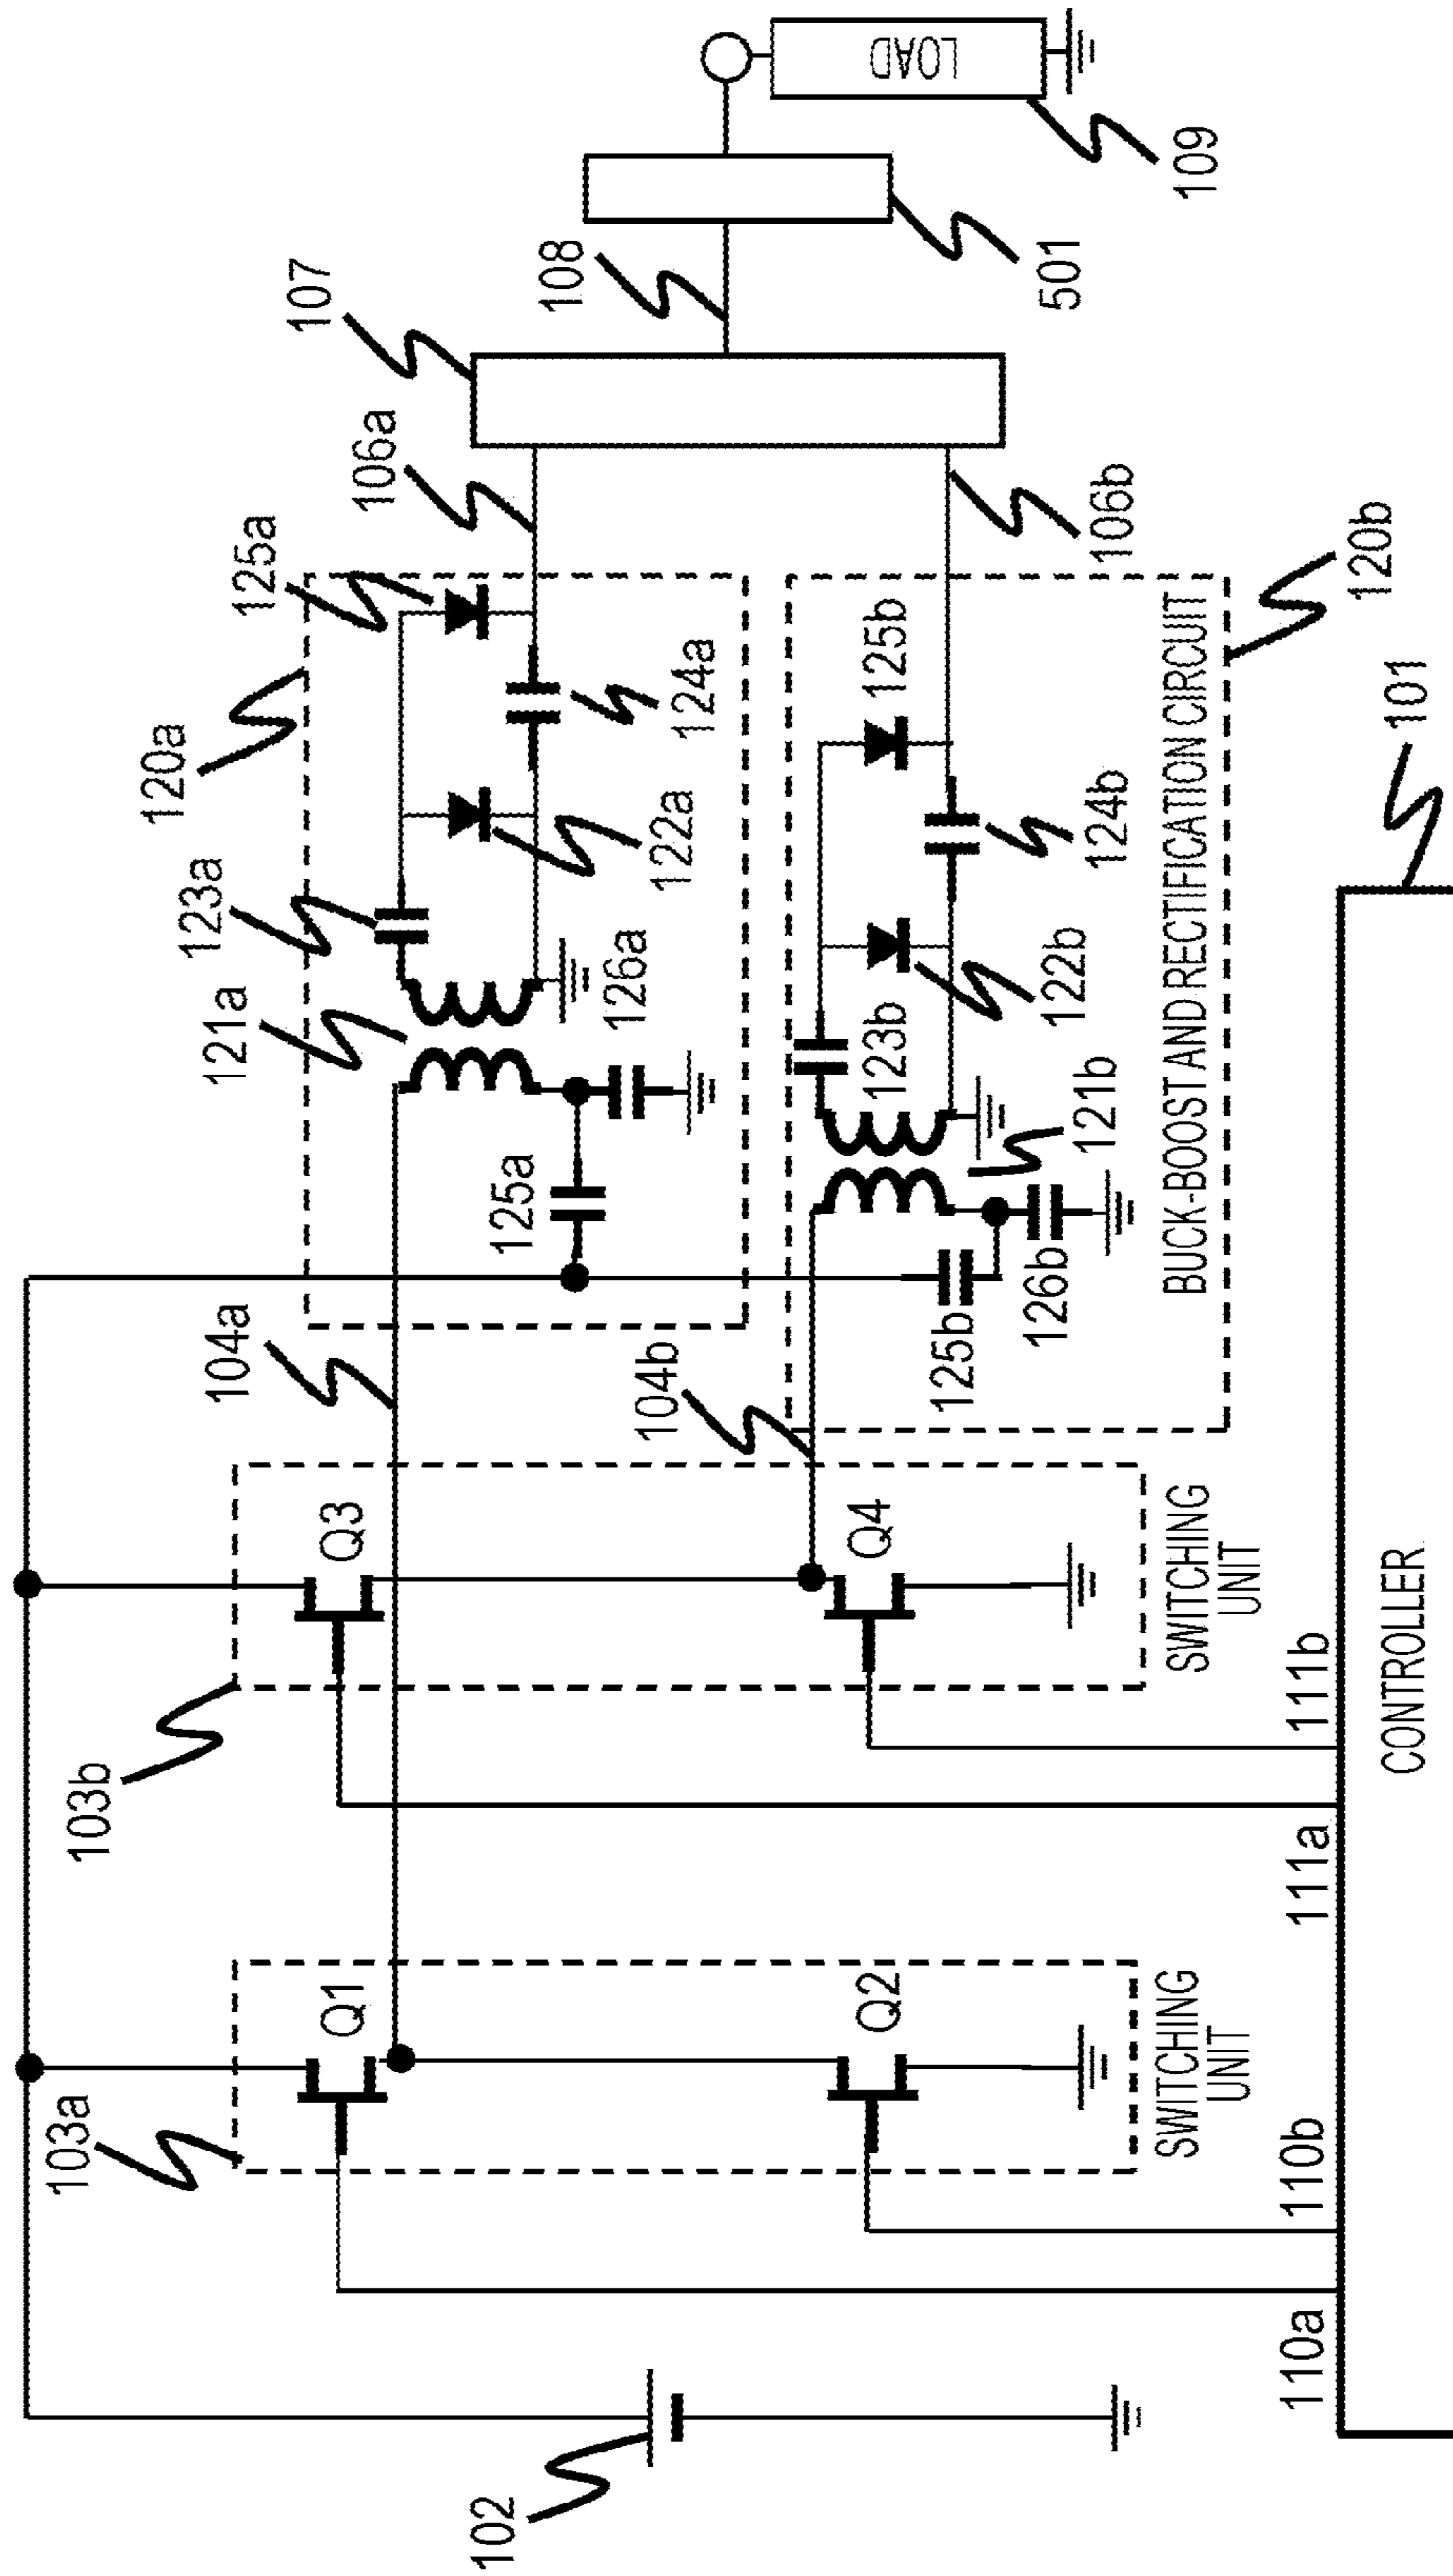 102
103a
Q1
Q2
SWITCHING
UNIT
110a
110b
103b
Q3
Q4
SWITCHING
UNIT
111a
111b
CONTROLLER
101
104a
104b
120a
121a
123a
125a
126a
122a
124a
125a
106a
121b
123b
125b
126b
122b
124b
125b
106b
BUCK-BOOST AND RECTIFICATION CIRCUIT
120b
107
108
501
LOAD
109